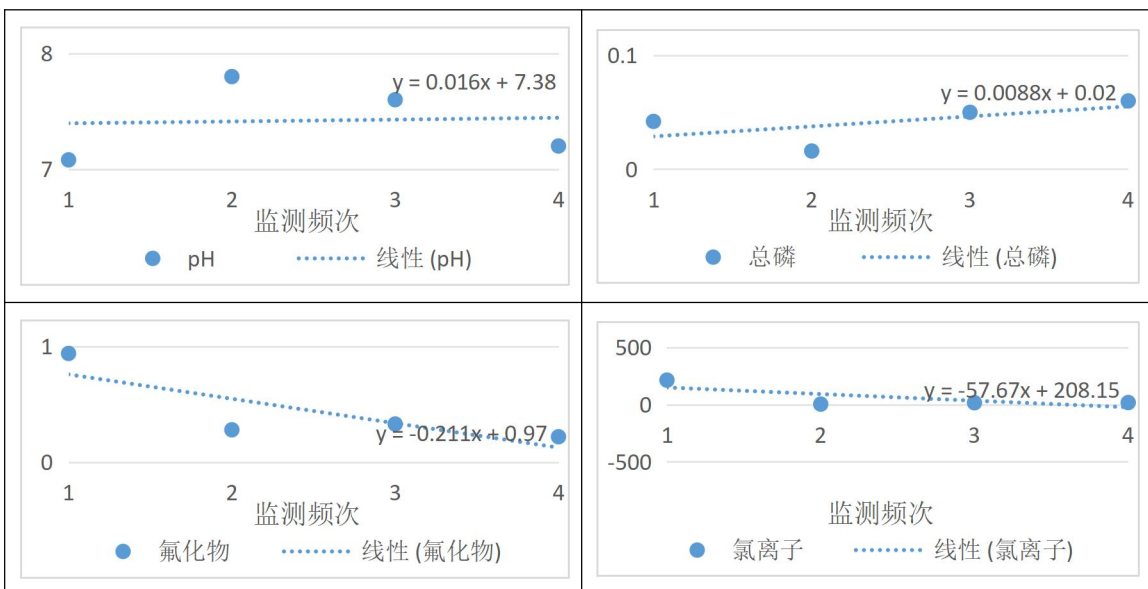 8
y = 0.016x + 7.38
7
1 2 3 4
监测频次
pH 线性 (pH)
0.1
y = 0.0088x + 0.02
0
1 2 3 4
监测频次
总磷 线性 (总磷)
1
y = -0.211x + 0.97
0
1 2 3 4
监测频次
氟化物 线性 (氟化物)
500
y = -57.67x + 208.15
0
1 2 3 4
-500
监测频次
氯离子 线性 (氯离子)